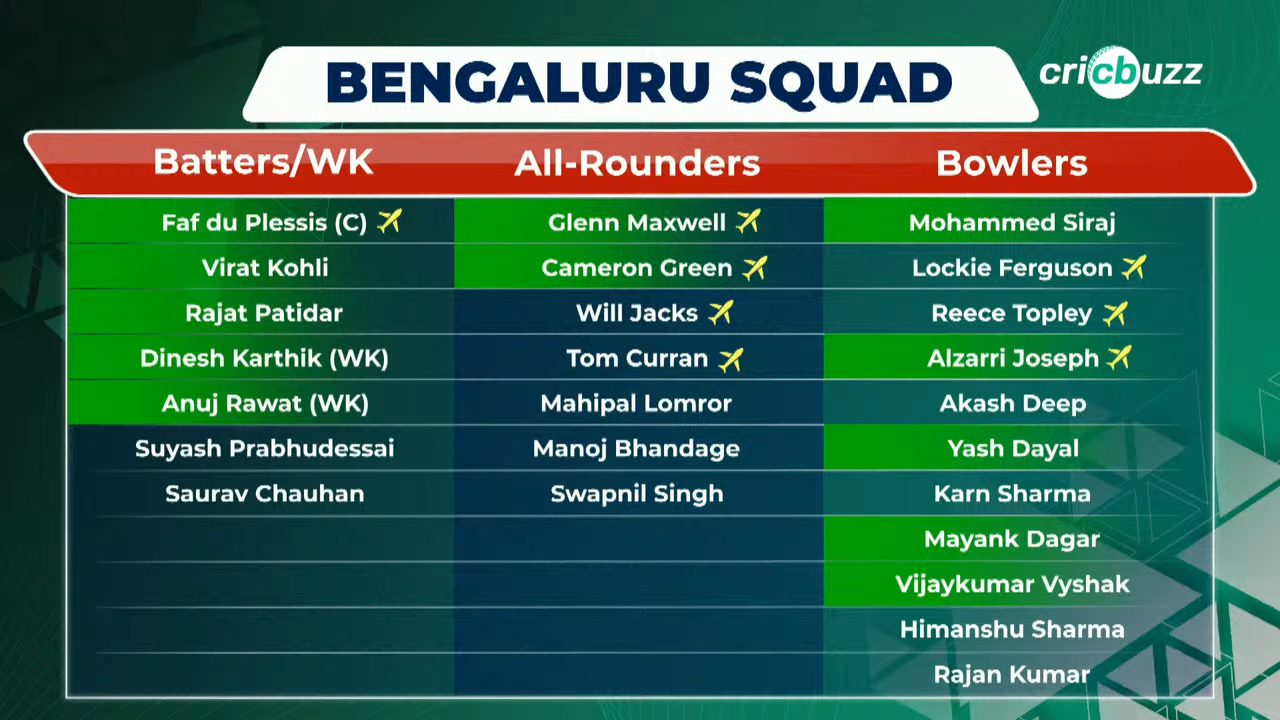 BENGALURU SQUAD
cricbuzz
Batters/WK All-Rounders Bowlers
Faf du Plessis (C) Glenn Maxwell Mohammed Siraj
Virat Kohli Cameron Green Lockie Ferguson
Rajat Patidar Will Jacks Reece Topley
Dinesh Karthik (WK) Tom Curran Alzarri Joseph
Anuj Rawat (WK) Mahipal Lomror Akash Deep
Suyash Prabhudessai Manoj Bhandage Yash Dayal
Saurav Chauhan Swapnil Singh Karn Sharma
Mayank Dagar
Vijaykumar Vyshak
Himanshu Sharma
Rajan Kumar